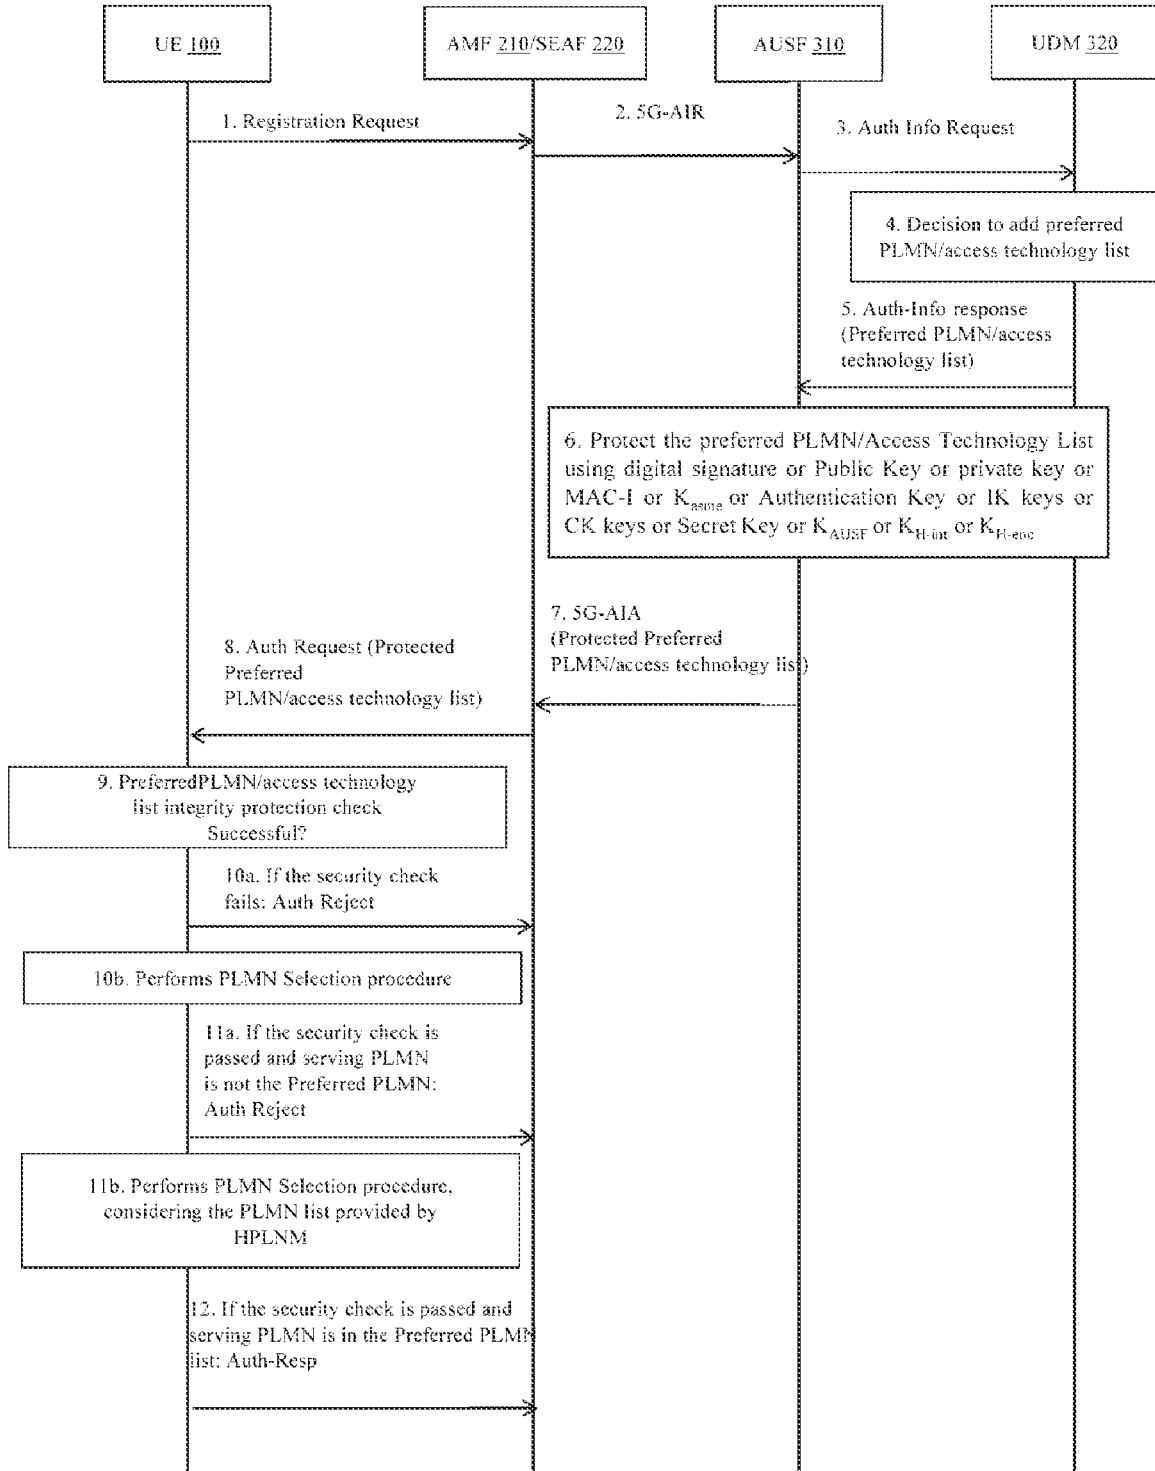 UE 100
AMF 210/SEAF 220
AUSF 310
UDM 320
1. Registration Request
2. 5G-AIR
3. Auth Info Request
4. Decision to add preferred
PLMN/access technology list
5. Auth-Info response
(Preferred PLMN/access
technology list)
6. Protect the preferred PLMN/Access Technology List
using digital signature or Public Key or private key or
MAC-I or Kasme or Authentication Key or IK keys or
CK keys or Secret Key or KAUSF or KH-int or KH-enc
7. 5G-AIA
(Protected Preferred
PLMN/access technology list)
8. Auth Request (Protected
Preferred
PLMN/access technology list)
9. PreferredPLMN/access technology
list integrity protection check
Successful?
10a. If the security check
fails: Auth Reject
10b. Performs PLMN Selection procedure
11a. If the security check is
passed and serving PLMN
is not the Preferred PLMN:
Auth Reject
11b. Performs PLMN Selection procedure,
considering the PLMN list provided by
HPLNM
12. If the security check is passed and
serving PLMN is in the Preferred PLMN
list: Auth-Resp